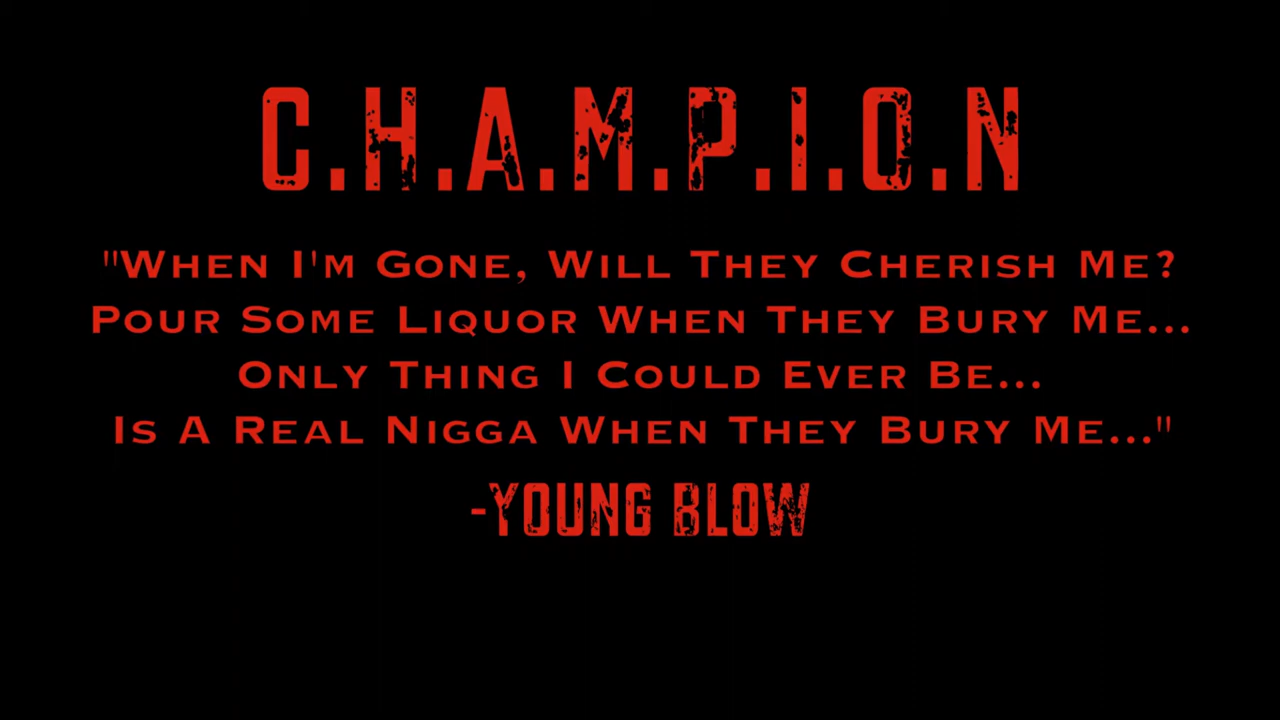 C.H.A.M.P.I.O.N
"When I'm Gone, Will They Cherish Me?
Pour Some Liquor When They Bury Me...
Only Thing I Could Ever Be...
Is A Real Nigga When They Bury Me..."
-YOUNG BLOW